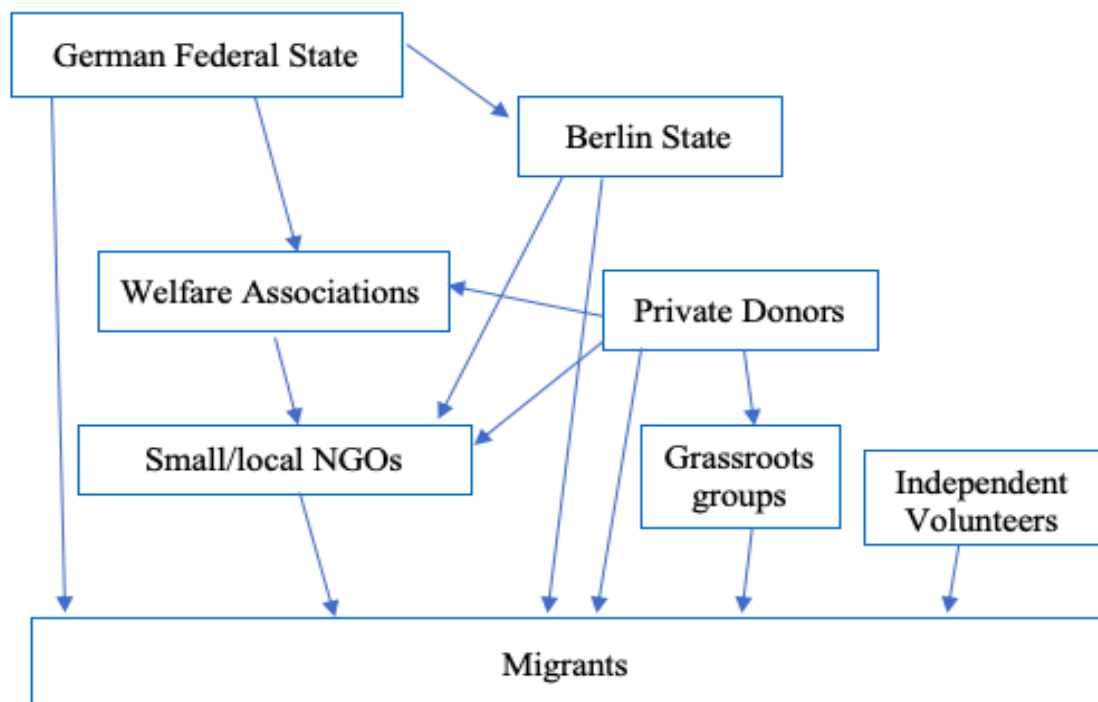 German Federal State
Berlin State
Welfare Associations
Private Donors
Small/local NGOs
Grassroots
groups
Independent
Volunteers
Migrants